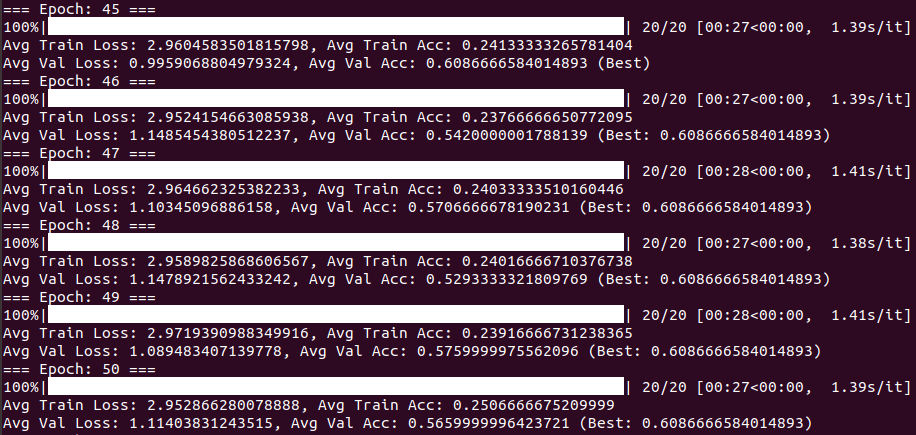 === Epoch: 45 ===
100%| | 20/20 [00:27<00:00, 1.39s/it]
Avg Train Loss: 2.9604583501815798, Avg Train Acc: 0.24133333265781404
Avg Val Loss: 0.9959068804979324, Avg Val Acc: 0.6086666584014893 (Best)
=== Epoch: 46 ===
100%| | 20/20 [00:27<00:00, 1.39s/it]
Avg Train Loss: 2.9524154663085938, Avg Train Acc: 0.23766666650772095
Avg Val Loss: 1.1485454380512237, Avg Val Acc: 0.5420000001788139 (Best: 0.6086666584014893)
=== Epoch: 47 ===
100%| | 20/20 [00:28<00:00, 1.41s/it]
Avg Train Loss: 2.964662325382233, Avg Train Acc: 0.24033333510160446
Avg Val Loss: 1.10345096886158, Avg Val Acc: 0.5706666678190231 (Best: 0.6086666584014893)
=== Epoch: 48 ===
100%| | 20/20 [00:27<00:00, 1.38s/it]
Avg Train Loss: 2.9589825868606567, Avg Train Acc: 0.24016666710376738
Avg Val Loss: 1.1478921562433242, Avg Val Acc: 0.5293333321809769 (Best: 0.6086666584014893)
=== Epoch: 49 ===
100%| | 20/20 [00:28<00:00, 1.41s/it]
Avg Train Loss: 2.9719390988349916, Avg Train Acc: 0.23916666731238365
Avg Val Loss: 1.089483407139778, Avg Val Acc: 0.5759999975562096 (Best: 0.6086666584014893)
=== Epoch: 50 ===
100%| | 20/20 [00:27<00:00, 1.39s/it]
Avg Train Loss: 2.952866280078888, Avg Train Acc: 0.2506666675209999
Avg Val Loss: 1.11403831243515, Avg Val Acc: 0.5659999996423721 (Best: 0.6086666584014893)